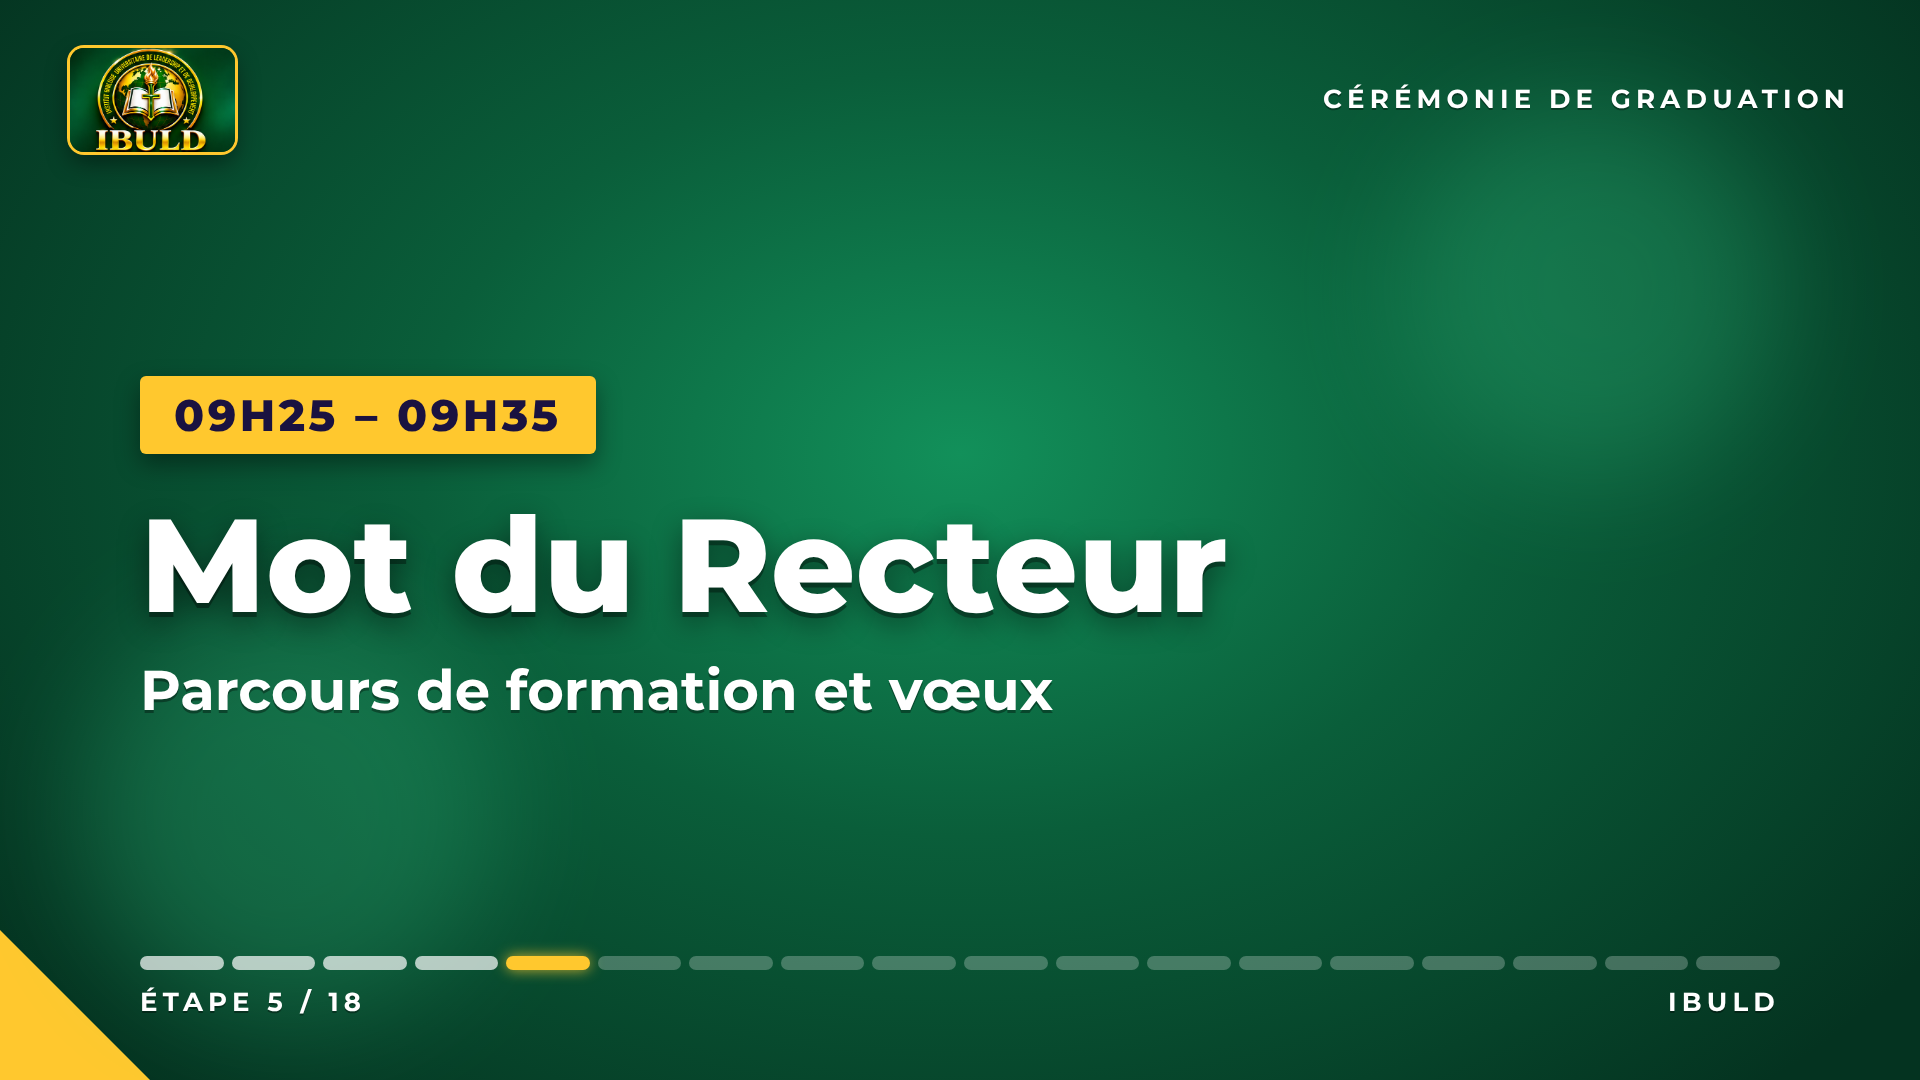 IBULD
CÉRÉMONIE DE GRADUATION
09H25 – 09H35
Mot du Recteur
Parcours de formation et vœux
ÉTAPE 5 / 18
IBULD